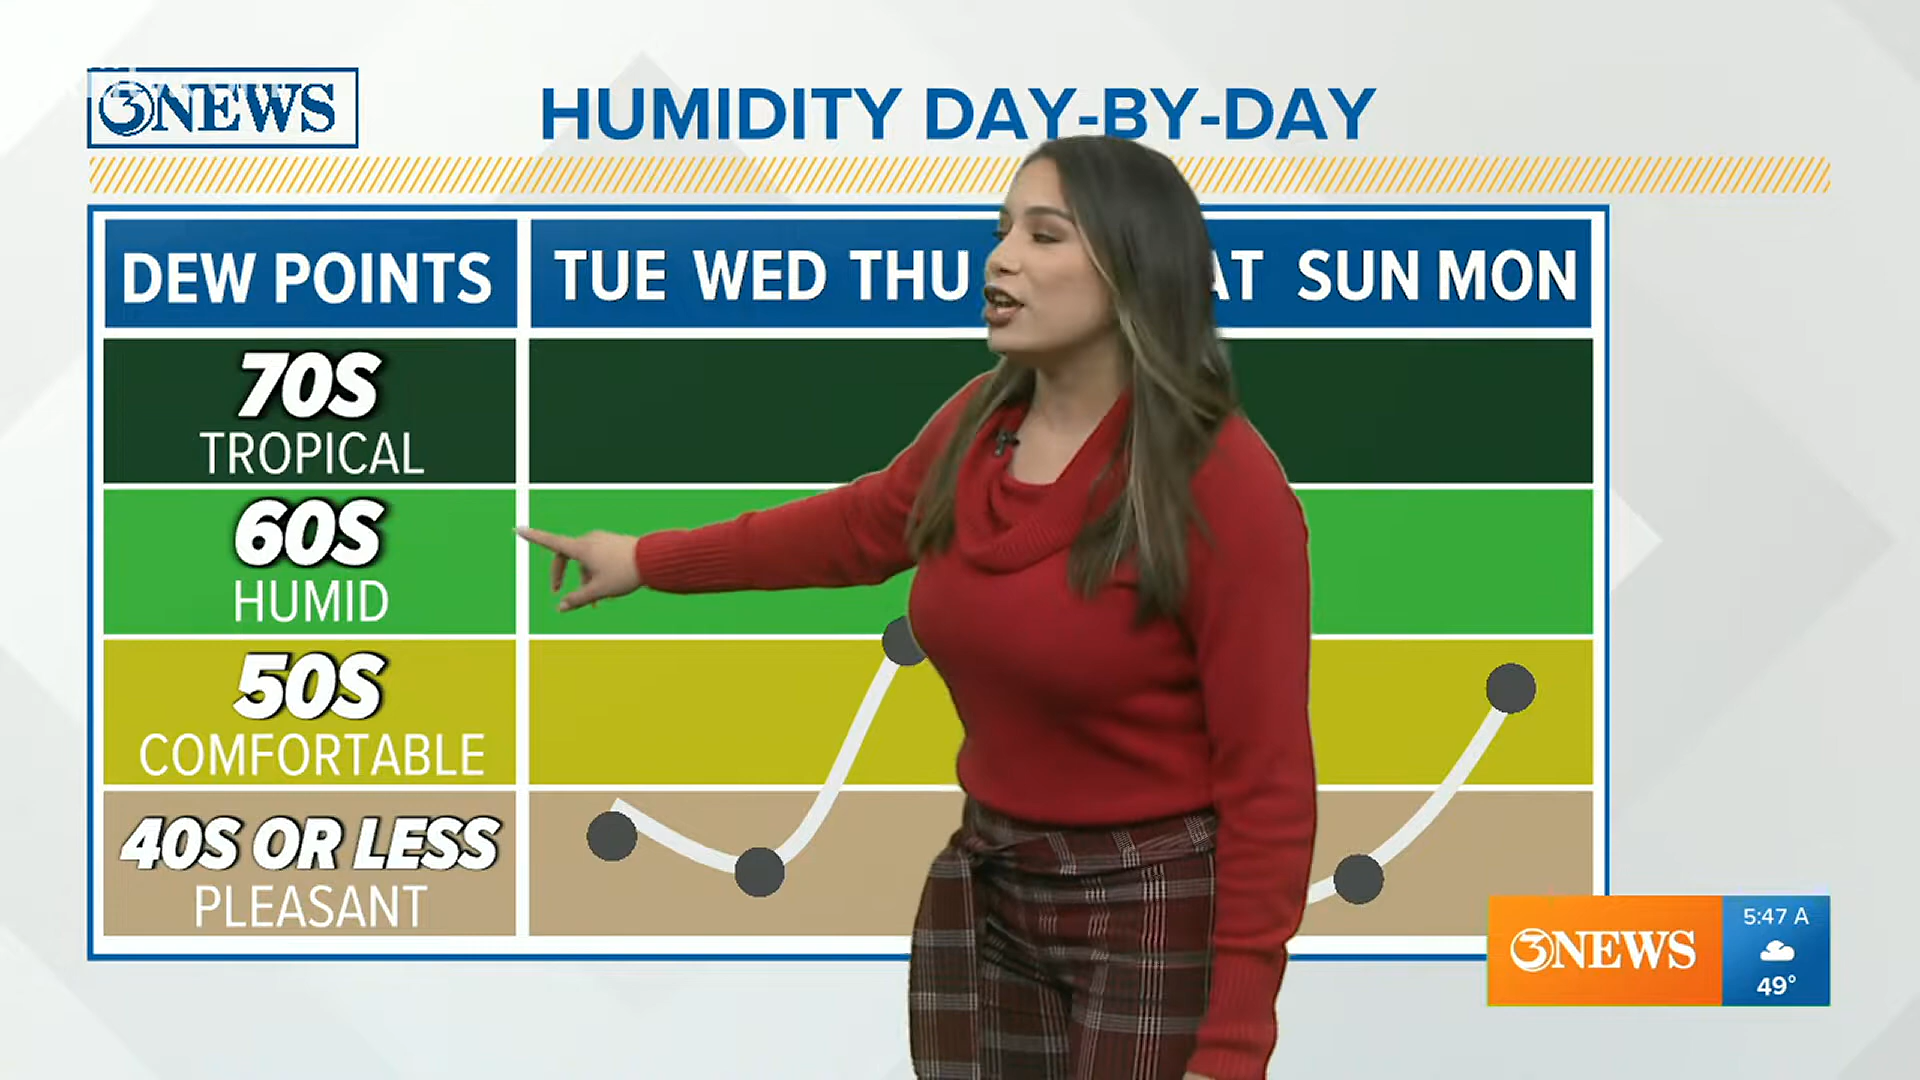 3NEWS
HUMIDITY DAY-BY-DAY
DEW POINTS
TUE WED THU AT SUN MON
70S
TROPICAL
60S
HUMID
50S
COMFORTABLE
40S OR LESS
PLEASANT
5:47 A
3NEWS
49°